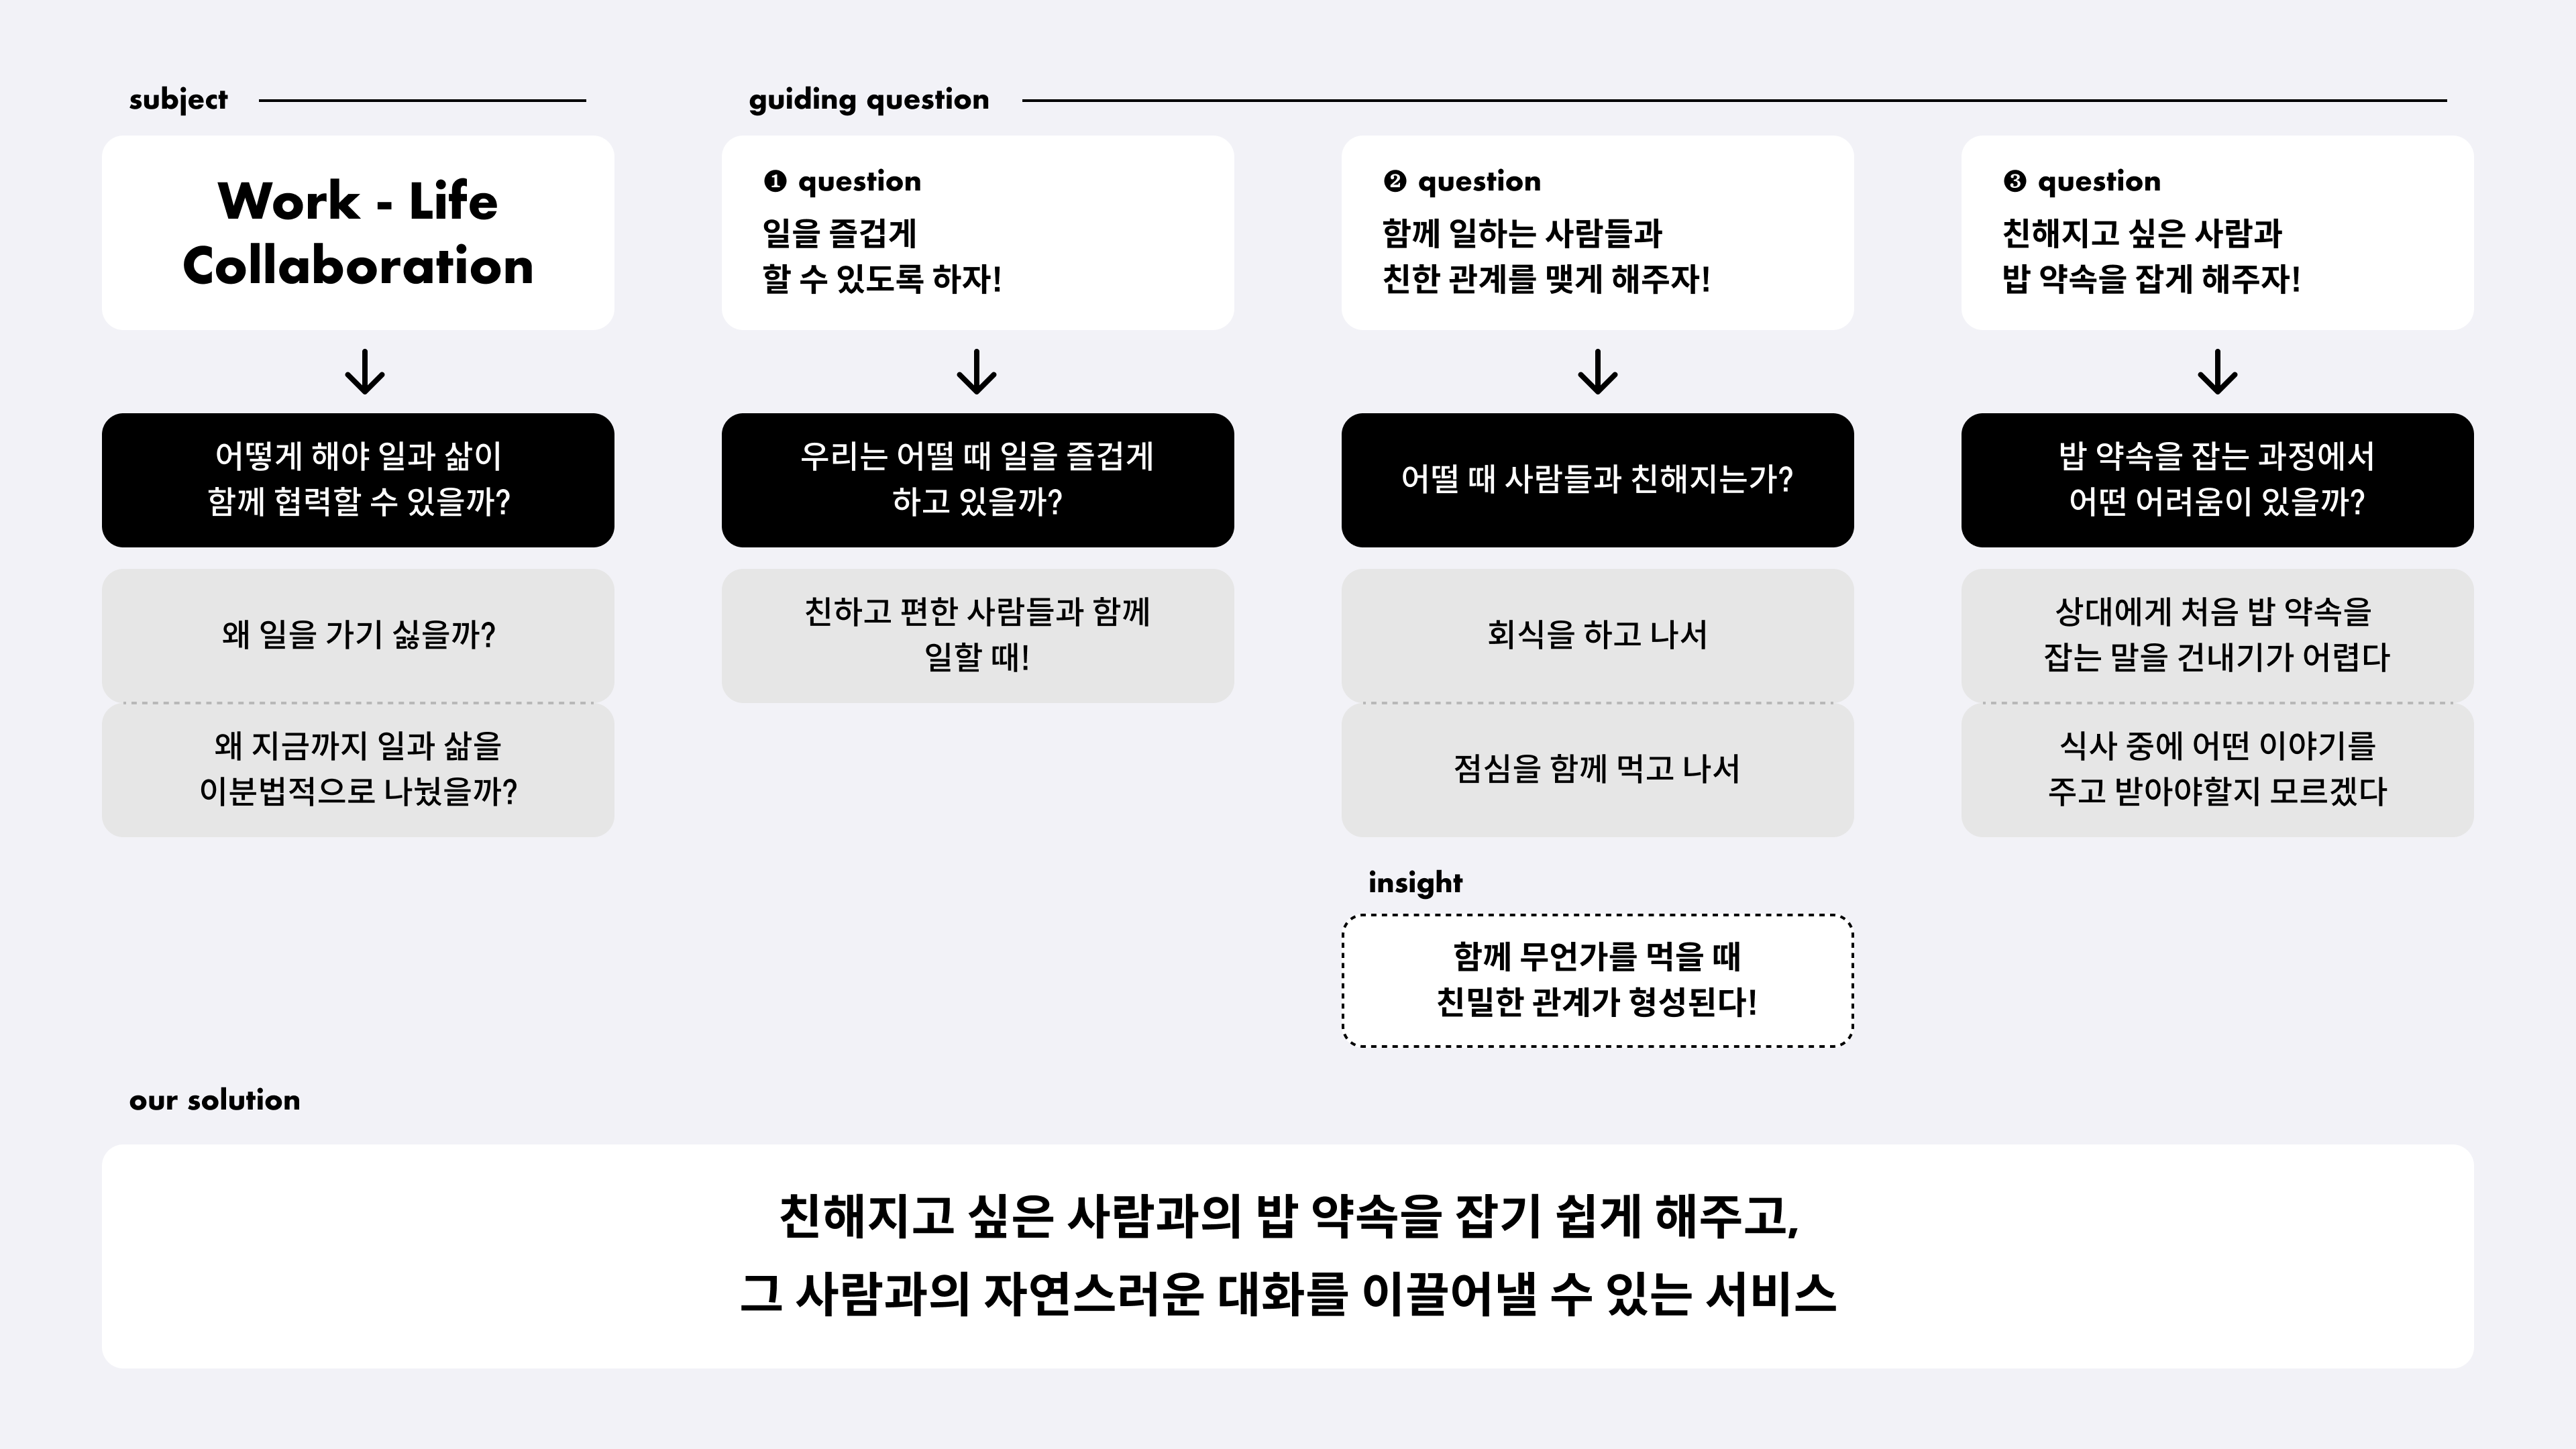 subject
Work - Life
Collaboration
어떻게 해야 일과 삶이
함께 협력할 수 있을까?
왜 일을 가기 싫을까?
왜 지금까지 일과 삶을
이분법적으로 나눴을까?
guiding question
❶ question
일을 즐겁게
할 수 있도록 하자!
우리는 어떨 때 일을 즐겁게
하고 있을까?
친하고 편한 사람들과 함께
일할 때!
❷ question
함께 일하는 사람들과
친한 관계를 맺게 해주자!
어떨 때 사람들과 친해지는가?
회식을 하고 나서
점심을 함께 먹고 나서
insight
함께 무언가를 먹을 때
친밀한 관계가 형성된다!
❸ question
친해지고 싶은 사람과
밥 약속을 잡게 해주자!
밥 약속을 잡는 과정에서
어떤 어려움이 있을까?
상대에게 처음 밥 약속을
잡는 말을 건내기가 어렵다
식사 중에 어떤 이야기를
주고 받아야할지 모르겠다
our solution
친해지고 싶은 사람과의 밥 약속을 잡기 쉽게 해주고,
그 사람과의 자연스러운 대화를 이끌어낼 수 있는 서비스